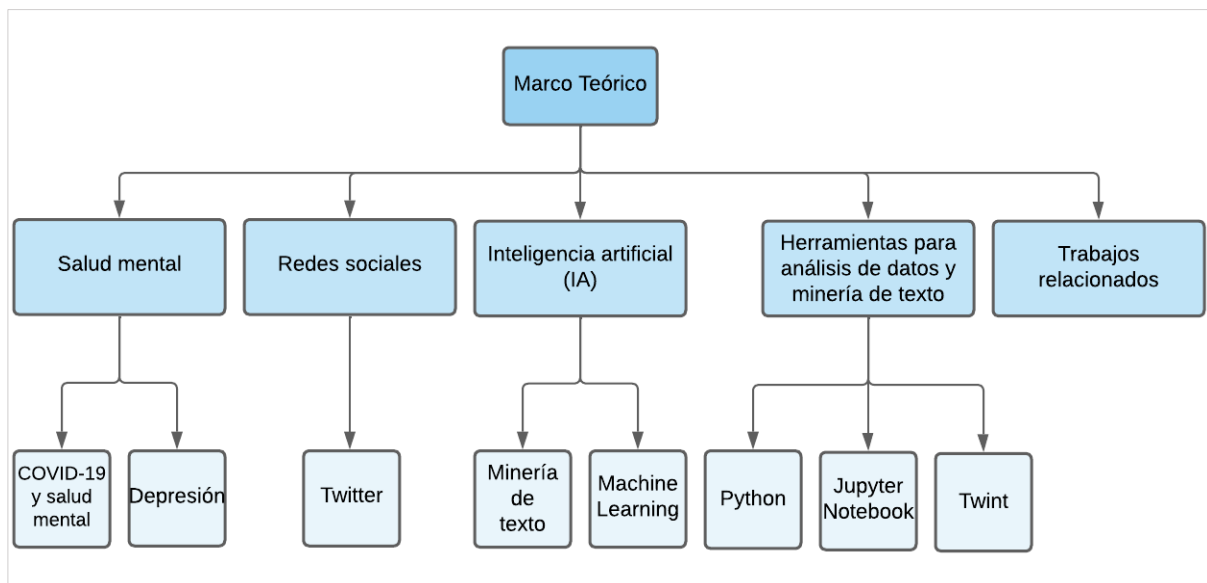 Marco Teórico
Salud mental
Redes sociales
Inteligencia artificial
(IA)
Herramientas para
análisis de datos y
minería de texto
Trabajos
relacionados
COVID-19
y salud
mental
Depresión
Twitter
Minería
de
texto
Machine
Learning
Python
Jupyter
Notebook
Twint